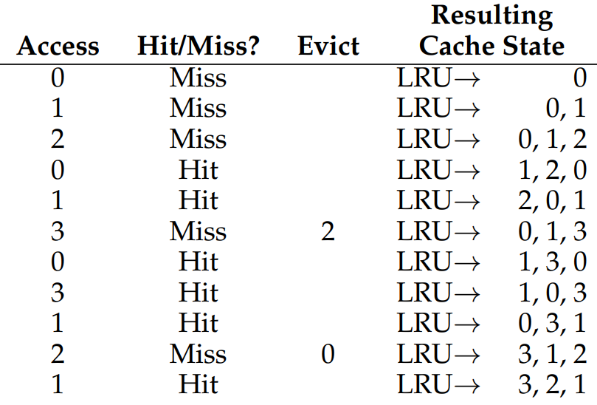 Resulting
Access Hit/Miss? Evict Cache State
0 Miss LRU→ 0
1 Miss LRU→ 0, 1
2 Miss LRU→ 0, 1, 2
0 Hit LRU→ 1, 2, 0
1 Hit LRU→ 2, 0, 1
3 Miss 2 LRU→ 0, 1, 3
0 Hit LRU→ 1, 3, 0
3 Hit LRU→ 1, 0, 3
1 Hit LRU→ 0, 3, 1
2 Miss 0 LRU→ 3, 1, 2
1 Hit LRU→ 3, 2, 1